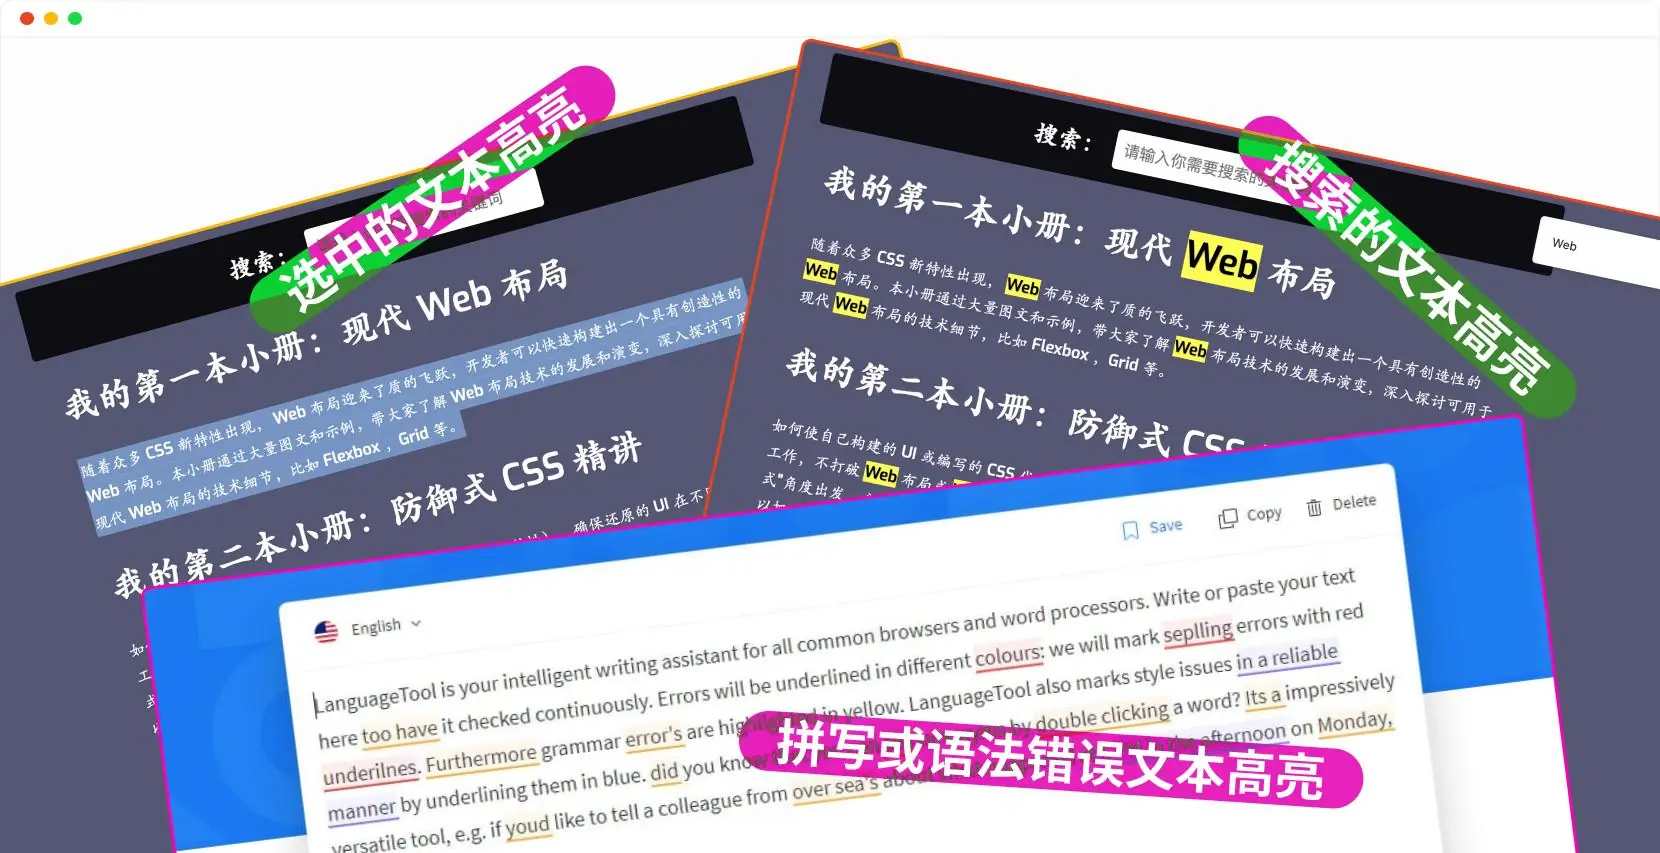 选中的文本高亮
搜索：
键词
我的第一本小册：现代 Web 布局
随着众多 CSS 新特性出现，Web 布局迎来了质的飞跃，开发者可以快速构建出一个具有创造性的
Web 布局。本小册通过大量图文和示例，带大家了解 Web 布局技术的发展和演变，深入探讨可用
现代 Web 布局的技术细节，比如 Flexbox ，Grid 等。
我的第二本小册：防御式 CSS 精讲
确保还原的 UI 在不
如
工
式
搜索的文本高亮
搜索：
请输入你需要搜索的
Web
我的第一本小册：现代 Web 布局
随着众多 CSS 新特性出现，Web 布局迎来了质的飞跃，开发者可以快速构建出一个具有创造性的
Web 布局。本小册通过大量图文和示例，带大家了解 Web 布局技术的发展和演变，深入探讨可用于
现代 Web 布局的技术细节，比如 Flexbox ，Grid 等。
我的第二本小册：防御式 CSS
如何使自己构建的 UI 或编写的 CSS
工作，不打破 Web 布局或
式"角度出发，
以
Save Copy Delete
English
LanguageTool is your intelligent writing assistant for all common browsers and word processors. Write or paste your text
here too have it checked continuously. Errors will be underlined in different colours: we will mark seplling errors with red
underilnes. Furthermore grammar error's are highlighted in yellow. LanguageTool also marks style issues in a reliable
manner by underlining them in blue. did you know by double clicking a word? Its a impressively
versatile tool, e.g. if youd like to tell a colleague from over sea's about the afternoon on Monday,
拼写或语法错误文本高亮